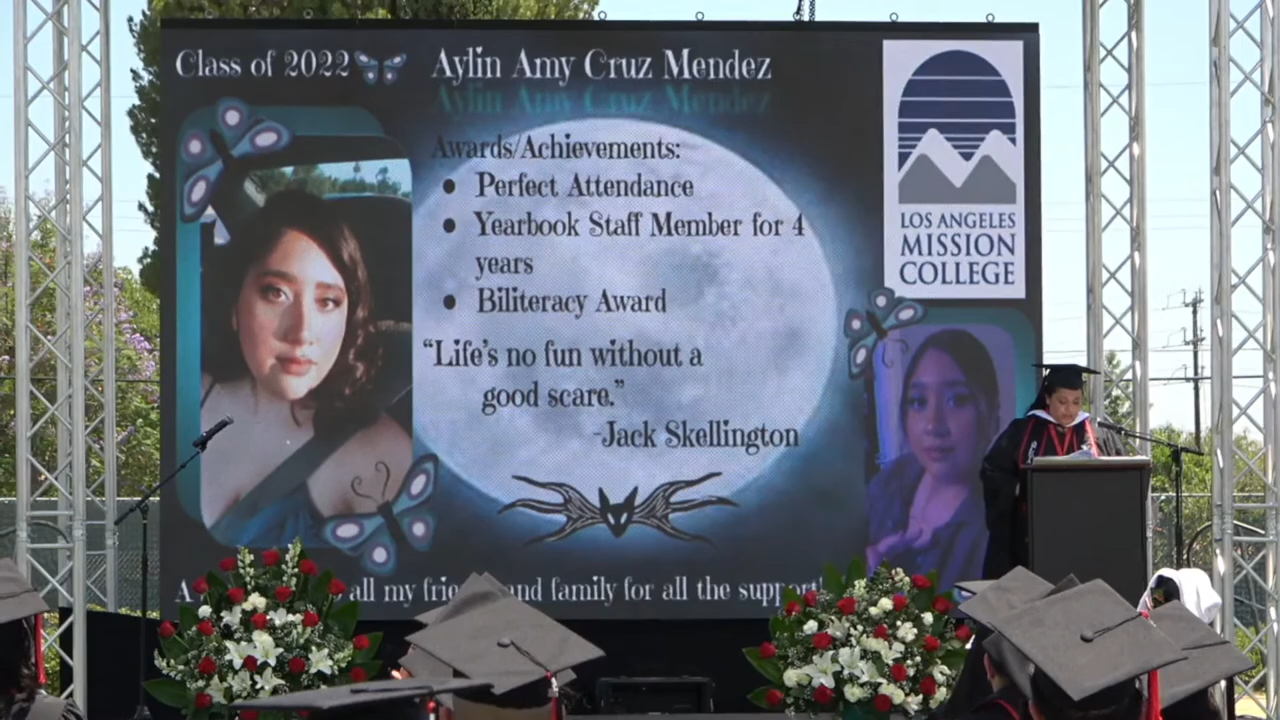 Class of 2022
Aylin Amy Cruz Mendez
Awards/Achievements:
● Perfect Attendance
● Yearbook Staff Member for 4
years
● Biliteracy Award
“Life's no fun without a
good scare.”
-Jack Skellington
all my and family for all the support
LOS ANGELES
MISSION
COLLEGE